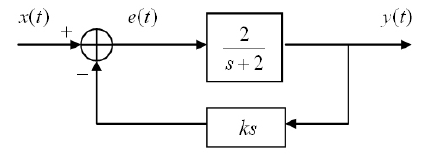 x(t) + e(t) 2 y(t)
− s + 2
ks